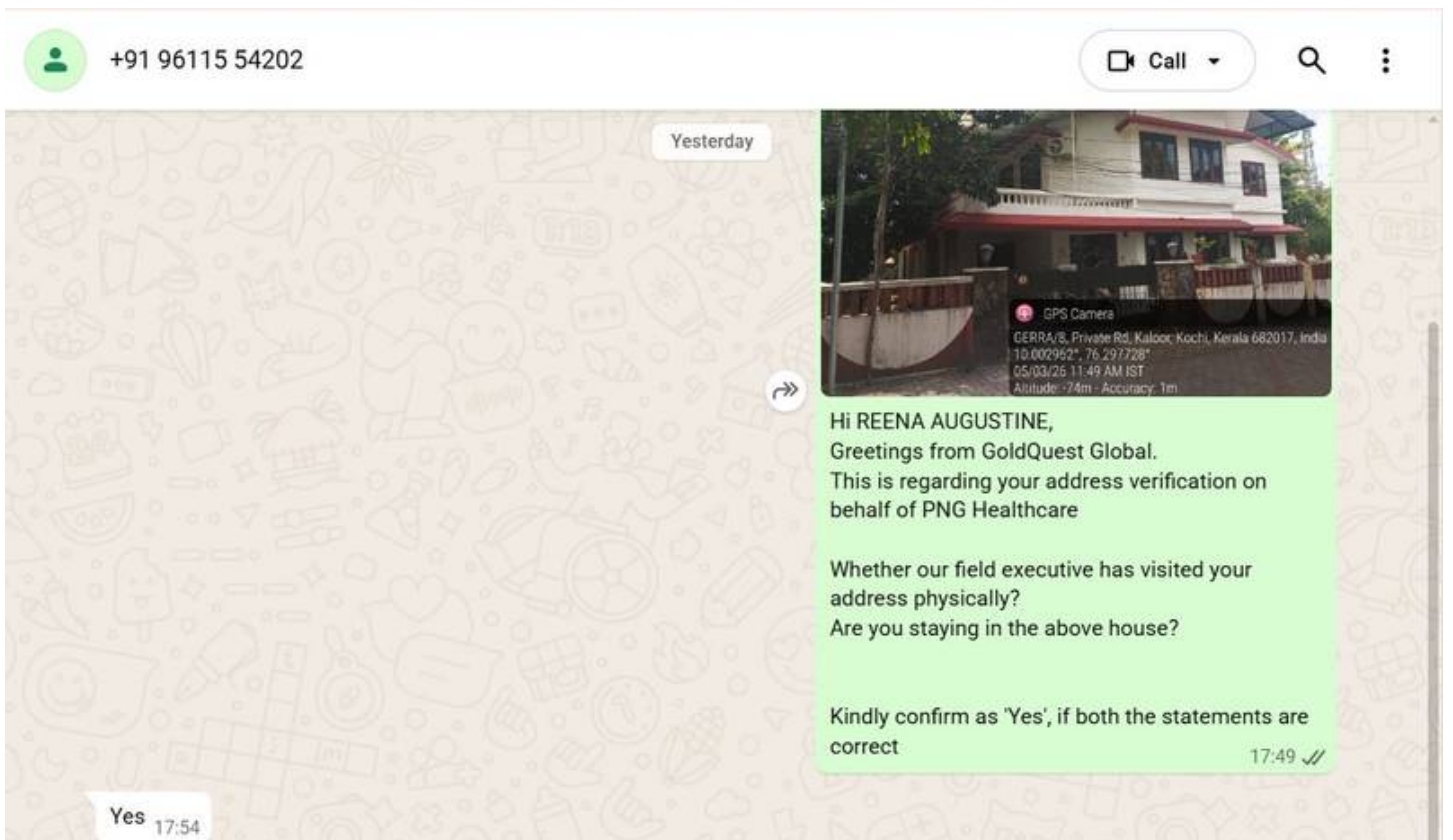 +91 96115 54202
Call
Yesterday
GPS Camera
GERRA/8, Private Rd, Kaloor, Kochi, Kerala 682017, India
10.002962°, 76.297728°
05/03/26 11:49 AM IST
Altitude: -74m - Accuracy: 1m
Hi REENA AUGUSTINE,
Greetings from GoldQuest Global.
This is regarding your address verification on
behalf of PNG Healthcare
Whether our field executive has visited your
address physically?
Are you staying in the above house?
Kindly confirm as 'Yes', if both the statements are
correct
17:49
Yes 17:54